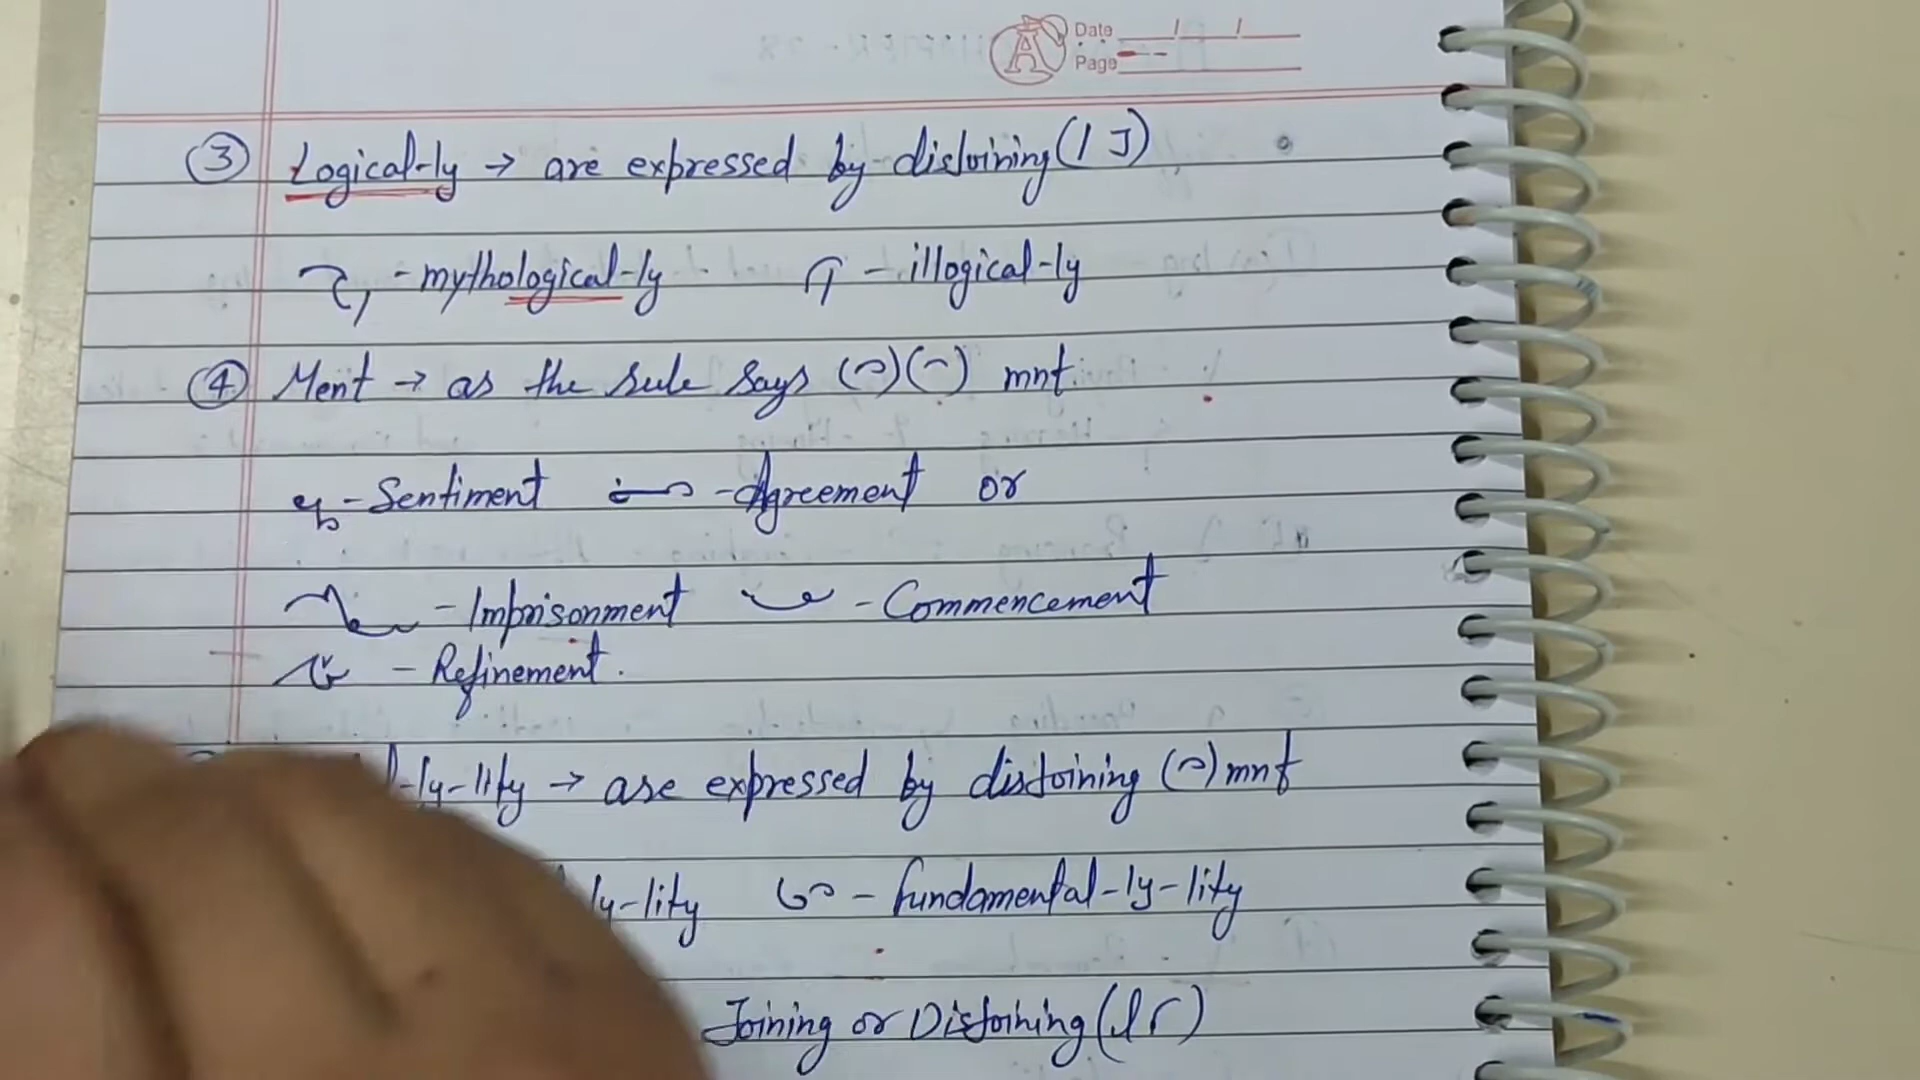 Date
Page
③ Logical-ly → are expressed by disjoining (/ J)
-mythological-ly - illogical-ly
④ Ment → as the rule says (⌒)(⌒) mnt.
-Sentiment -Agreement or
-Imprisonment - Commencement
- Refinement.
-ly-lity → are expressed by disjoining (⌒) mnt
ly-lity - fundamental-ly-lity
Joining or Disjoining